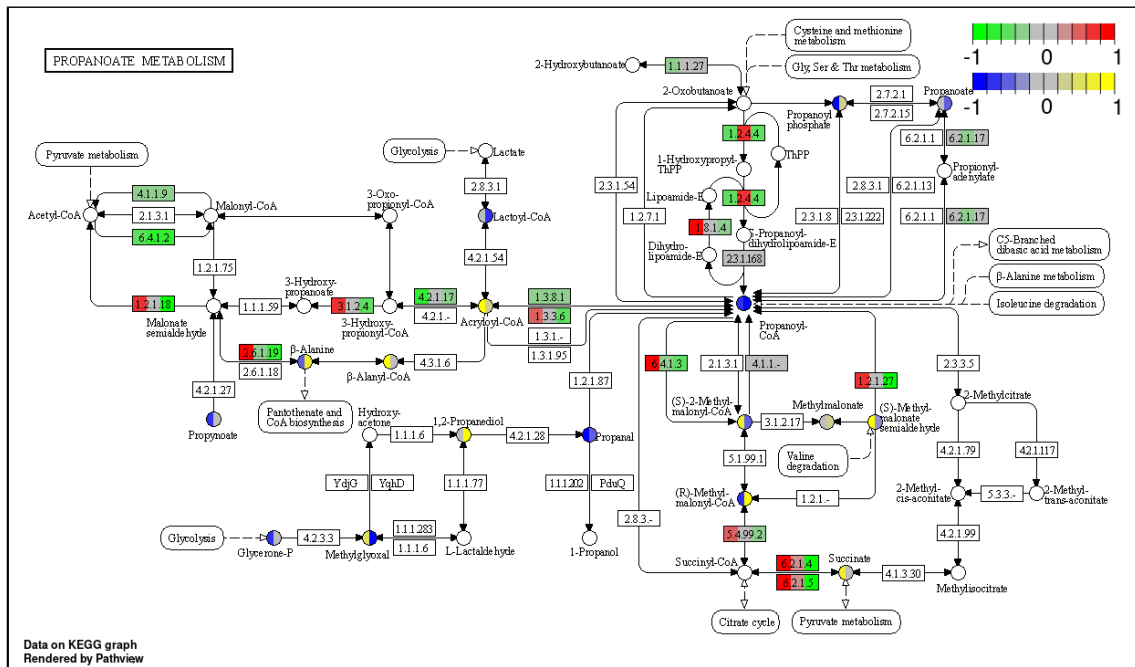 PROPANOATE METABOLISM
Cysteine and methionine
metabolism
2-Hydroxybutanoate
1.1.1.27
Gly, Ser & Thr metabolism
-1
0
1
-1
0
1
2-Oxobutanoate
Propanoyl
phosphate
2.7.2.1
2.7.2.15
Propanoate
1.2.4.4
6.2.1.1
6.2.1.17
Pyruvate metabolism
Glycolysis
Lactate
1-Hydroxypropyl-
ThPP
ThPP
Propionyl-
adenylate
4.1.1.9
Acetyl-CoA
2.1.3.1
Malonyl-CoA
6.4.1.2
3-Oxo-
propionyl-CoA
2.8.3.1
Lactoyl-CoA
2.3.1.54
1.2.7.1
Lipoamide-E
1.2.4.4
1.8.1.4
Dihydro-
lipoamide-E
S-Propanoyl-
dihydrolipoamide-E
2.3.1.168
2.3.1.8
2.3.1.222
2.8.3.1
6.2.1.13
6.2.1.1
6.2.1.17
C5-Branched
dibasic acid metabolism
β-Alanine metabolism
Isoleucine degradation
1.2.1.75
4.2.1.54
1.2.1.18
Malonate
semialdehyde
1.1.1.59
3-Hydroxy-
propanoate
3.1.2.4
3-Hydroxy-
propionyl-CoA
4.2.1.17
4.2.1.-
Acryloyl-CoA
1.3.8.1
1.3.3.6
1.3.1.-
1.3.1.95
Propanoyl-
CoA
2.6.1.19
2.6.1.18
β-Alanine
β-Alanyl-CoA
4.3.1.6
4.2.1.27
Propynoate
Pantothenate and
CoA biosynthesis
1.2.1.87
6.4.1.3
2.1.3.1
4.1.1.-
1.2.1.27
2.3.3.5
(S)-2-Methyl-
malonyl-CoA
3.1.2.17
Methylmalonate
(S)-Methyl-
malonate
semialdehyde
2-Methylcitrate
Hydroxy-
acetone
1.1.1.6
1,2-Propanediol
4.2.1.28
Propanal
Valine
degradation
5.1.99.1
4.2.1.79
4.2.1.117
YdjG
YqhD
1.1.1.77
1.1.1.202
PduQ
(R)-Methyl-
malonyl-CoA
1.2.1.-
2-Methyl-
cis-aconitate
5.3.3.-
2-Methyl-
trans-aconitate
2.8.3.-
5.4.99.2
4.2.1.99
Glycolysis
Glycerone-P
4.2.3.3
Methylglyoxal
1.1.1.283
1.1.1.6
L-Lactaldehyde
1-Propanol
Succinyl-CoA
6.2.1.4
6.2.1.5
Succinate
4.1.3.30
Methylisocitrate
Citrate cycle
Pyruvate metabolism
Data on KEGG graph
Rendered by Pathview